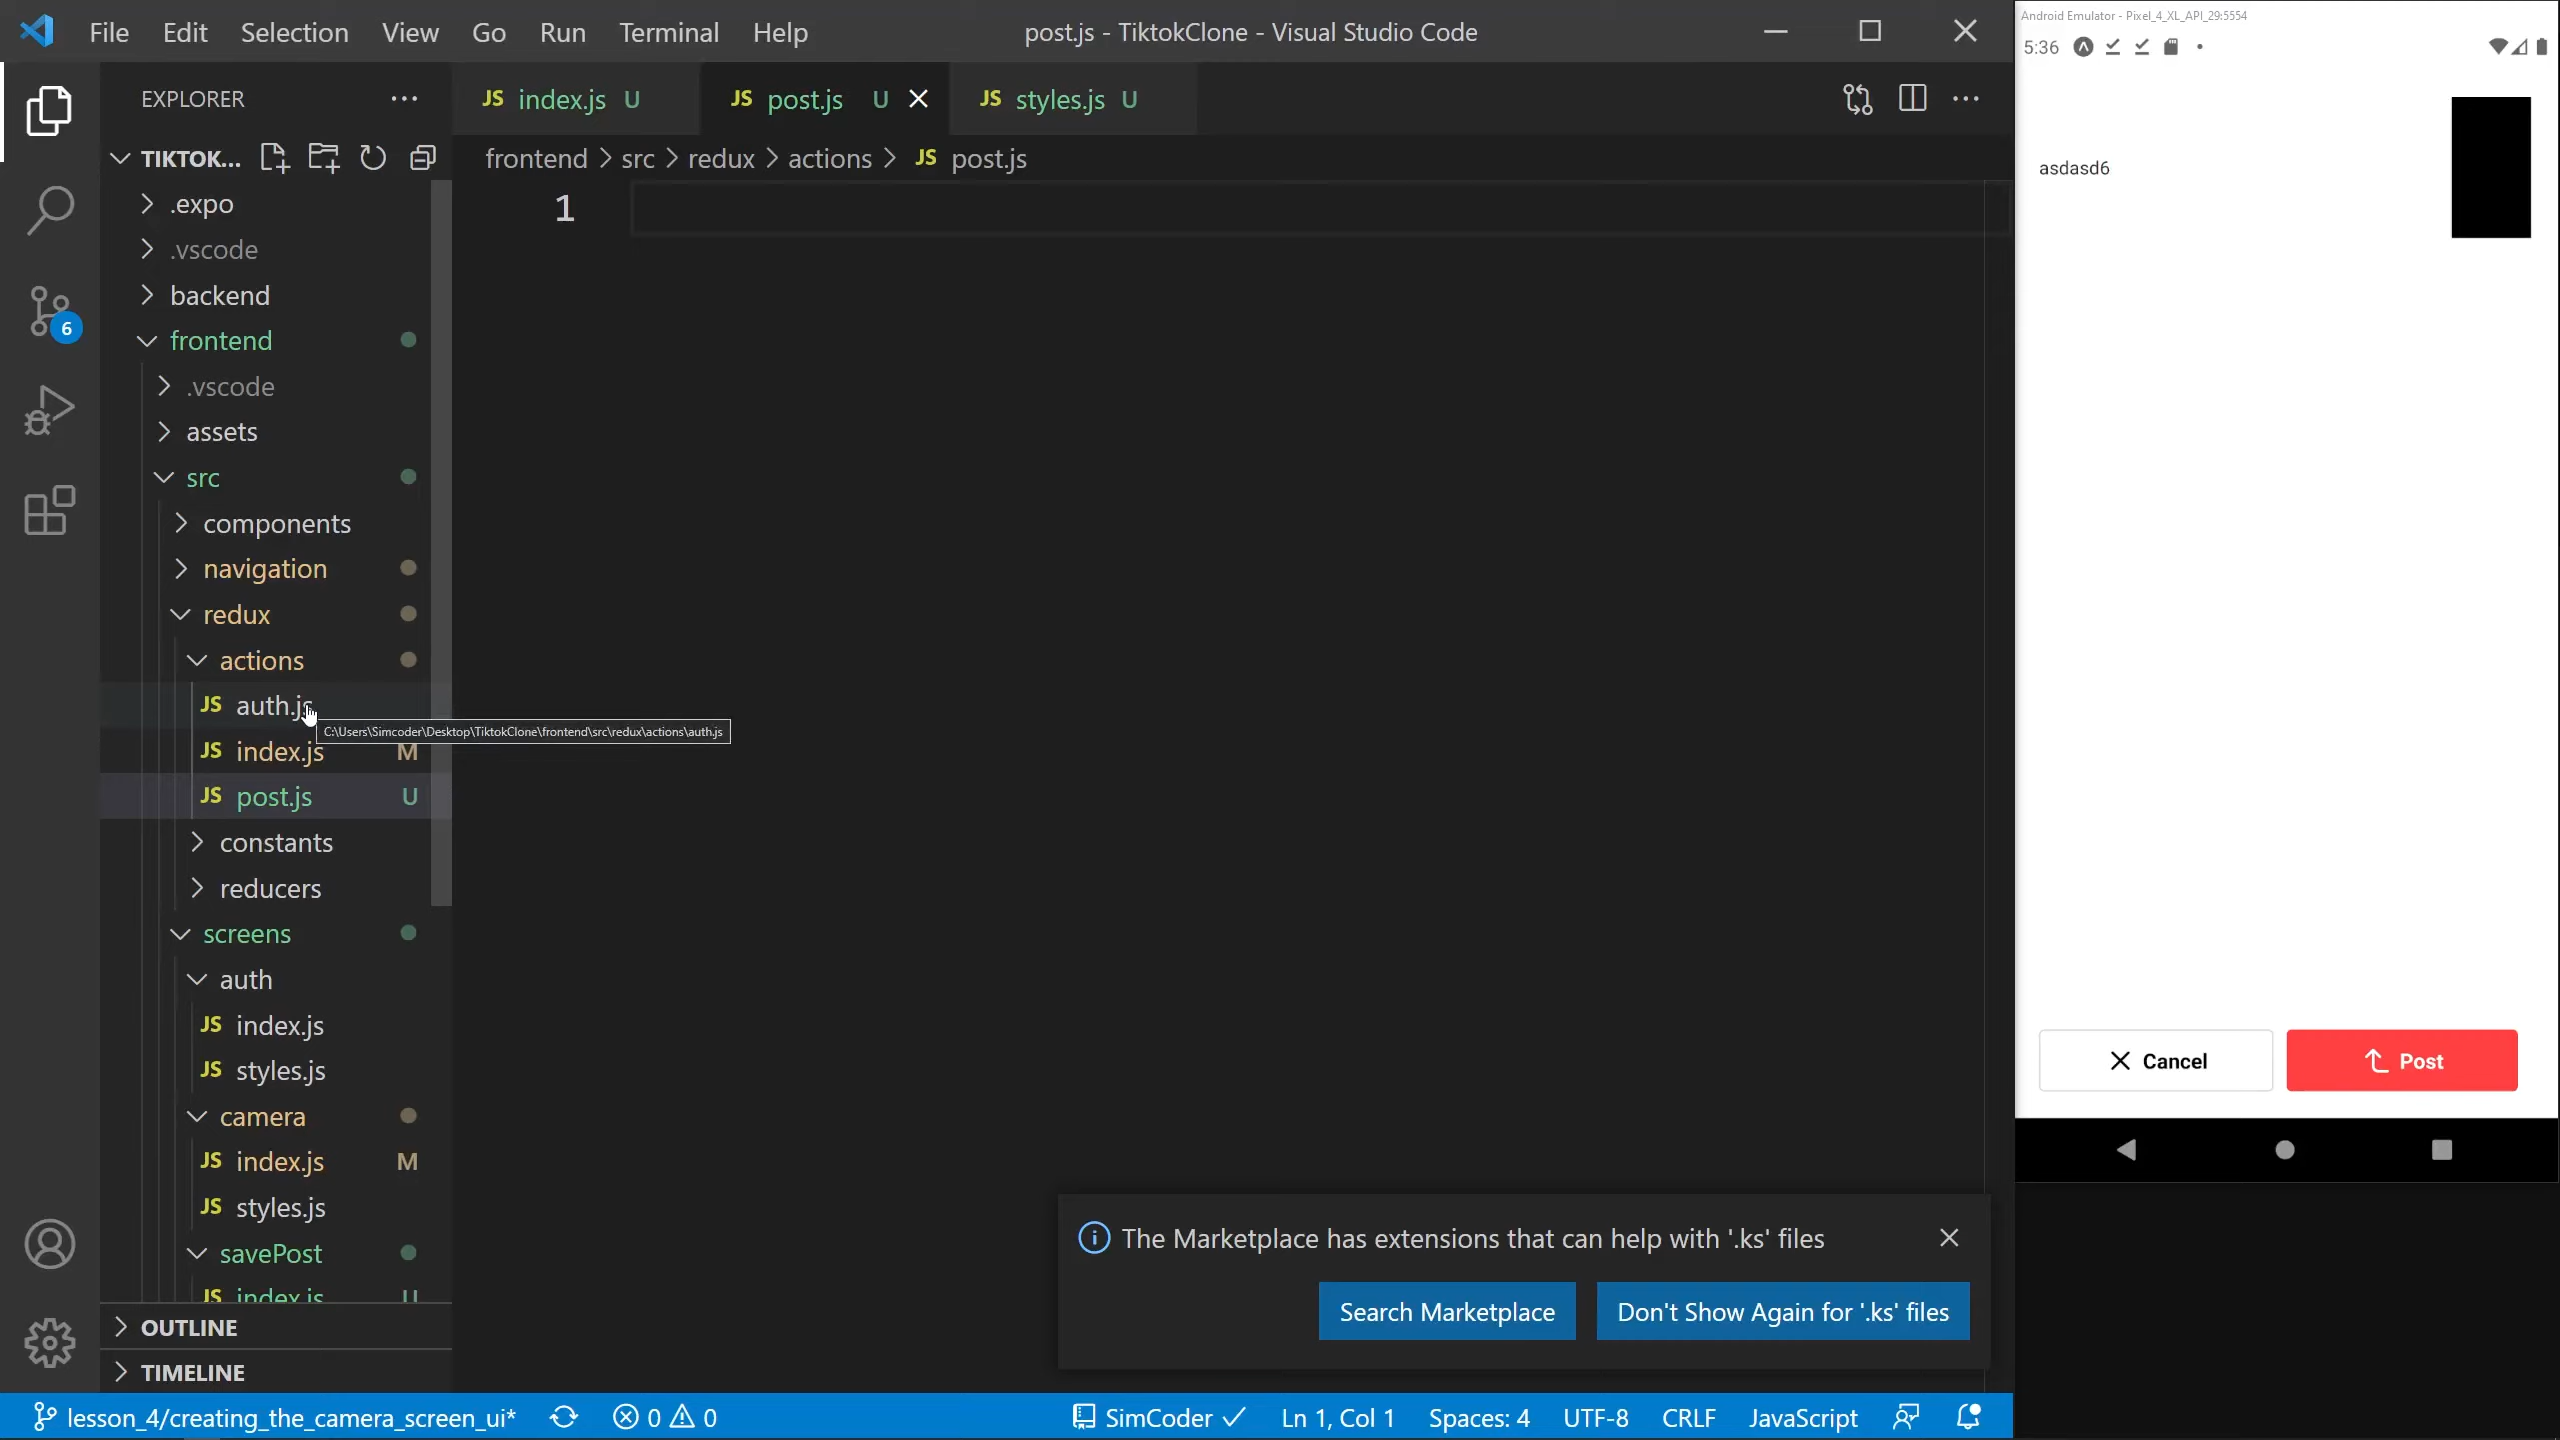 File Edit Selection View Go Run Terminal Help
post.js - TiktokClone - Visual Studio Code
EXPLORER
TIKTOK...
.expo
.vscode
backend
frontend
.vscode
assets
src
components
navigation
redux
actions
JS auth.js
JS index.js M
JS post.js U
constants
reducers
screens
auth
JS index.js
JS styles.js
camera
JS index.js M
JS styles.js
savePost
JS index.js U
OUTLINE
TIMELINE
6
C:\Users\Simcoder\Desktop\TiktokClone\frontend\src\redux\actions\auth.js
JS index.js U
JS post.js U
JS styles.js U
frontend > src > redux > actions > JS post.js
1
The Marketplace has extensions that can help with '.ks' files
Search Marketplace
Don't Show Again for '.ks' files
lesson_4/creating_the_camera_screen_ui* 0 0
SimCoder Ln 1, Col 1 Spaces: 4 UTF-8 CRLF JavaScript
Android Emulator - Pixel_4_XL_API_29:5554
5:36
asdasd6
Cancel
Post